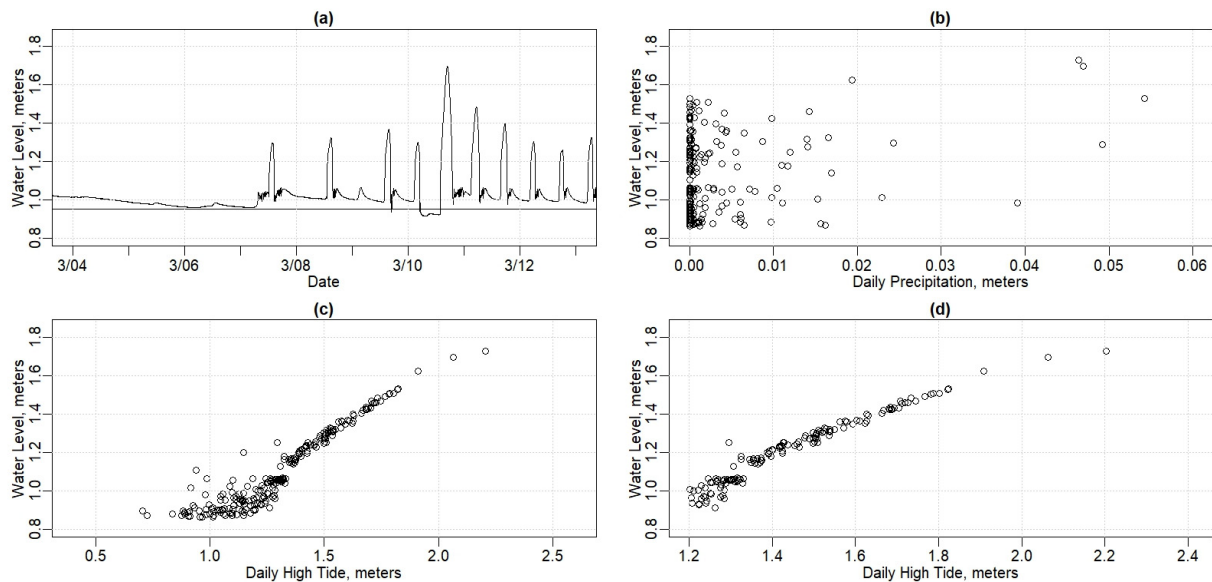 (a)
Water Level, meters
0.8 1.0 1.2 1.4 1.6 1.8
3/04 3/06 3/08 3/10 3/12
Date
(b)
Water Level, meters
0.8 1.0 1.2 1.4 1.6 1.8
0.00 0.01 0.02 0.03 0.04 0.05 0.06
Daily Precipitation, meters
(c)
Water Level, meters
0.8 1.0 1.2 1.4 1.6 1.8
0.5 1.0 1.5 2.0 2.5
Daily High Tide, meters
(d)
Water Level, meters
0.8 1.0 1.2 1.4 1.6 1.8
1.2 1.4 1.6 1.8 2.0 2.2 2.4
Daily High Tide, meters